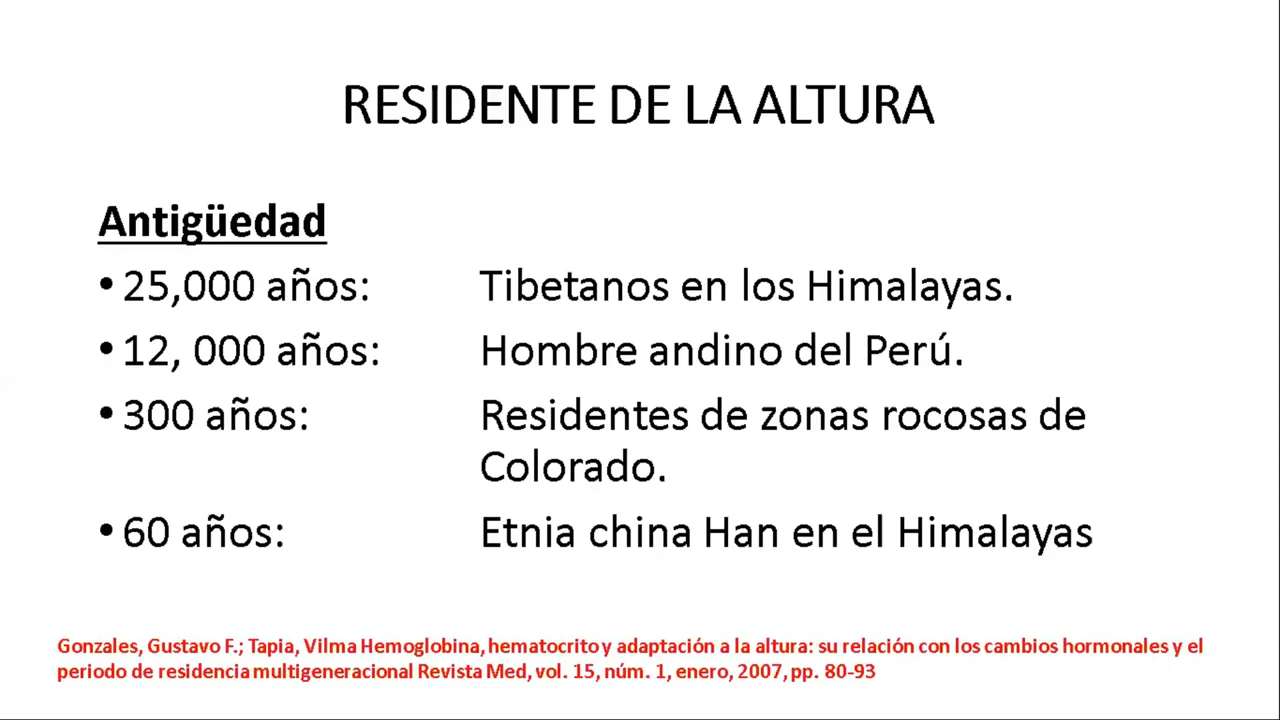 RESIDENTE DE LA ALTURA
Antigüedad
• 25,000 años: Tibetanos en los Himalayas.
• 12, 000 años: Hombre andino del Perú.
• 300 años: Residentes de zonas rocosas de
Colorado.
• 60 años: Etnia china Han en el Himalayas
Gonzales, Gustavo F.; Tapia, Vilma Hemoglobina, hematocrito y adaptación a la altura: su relación con los cambios hormonales y el
periodo de residencia multigeneracional Revista Med, vol. 15, núm. 1, enero, 2007, pp. 80-93